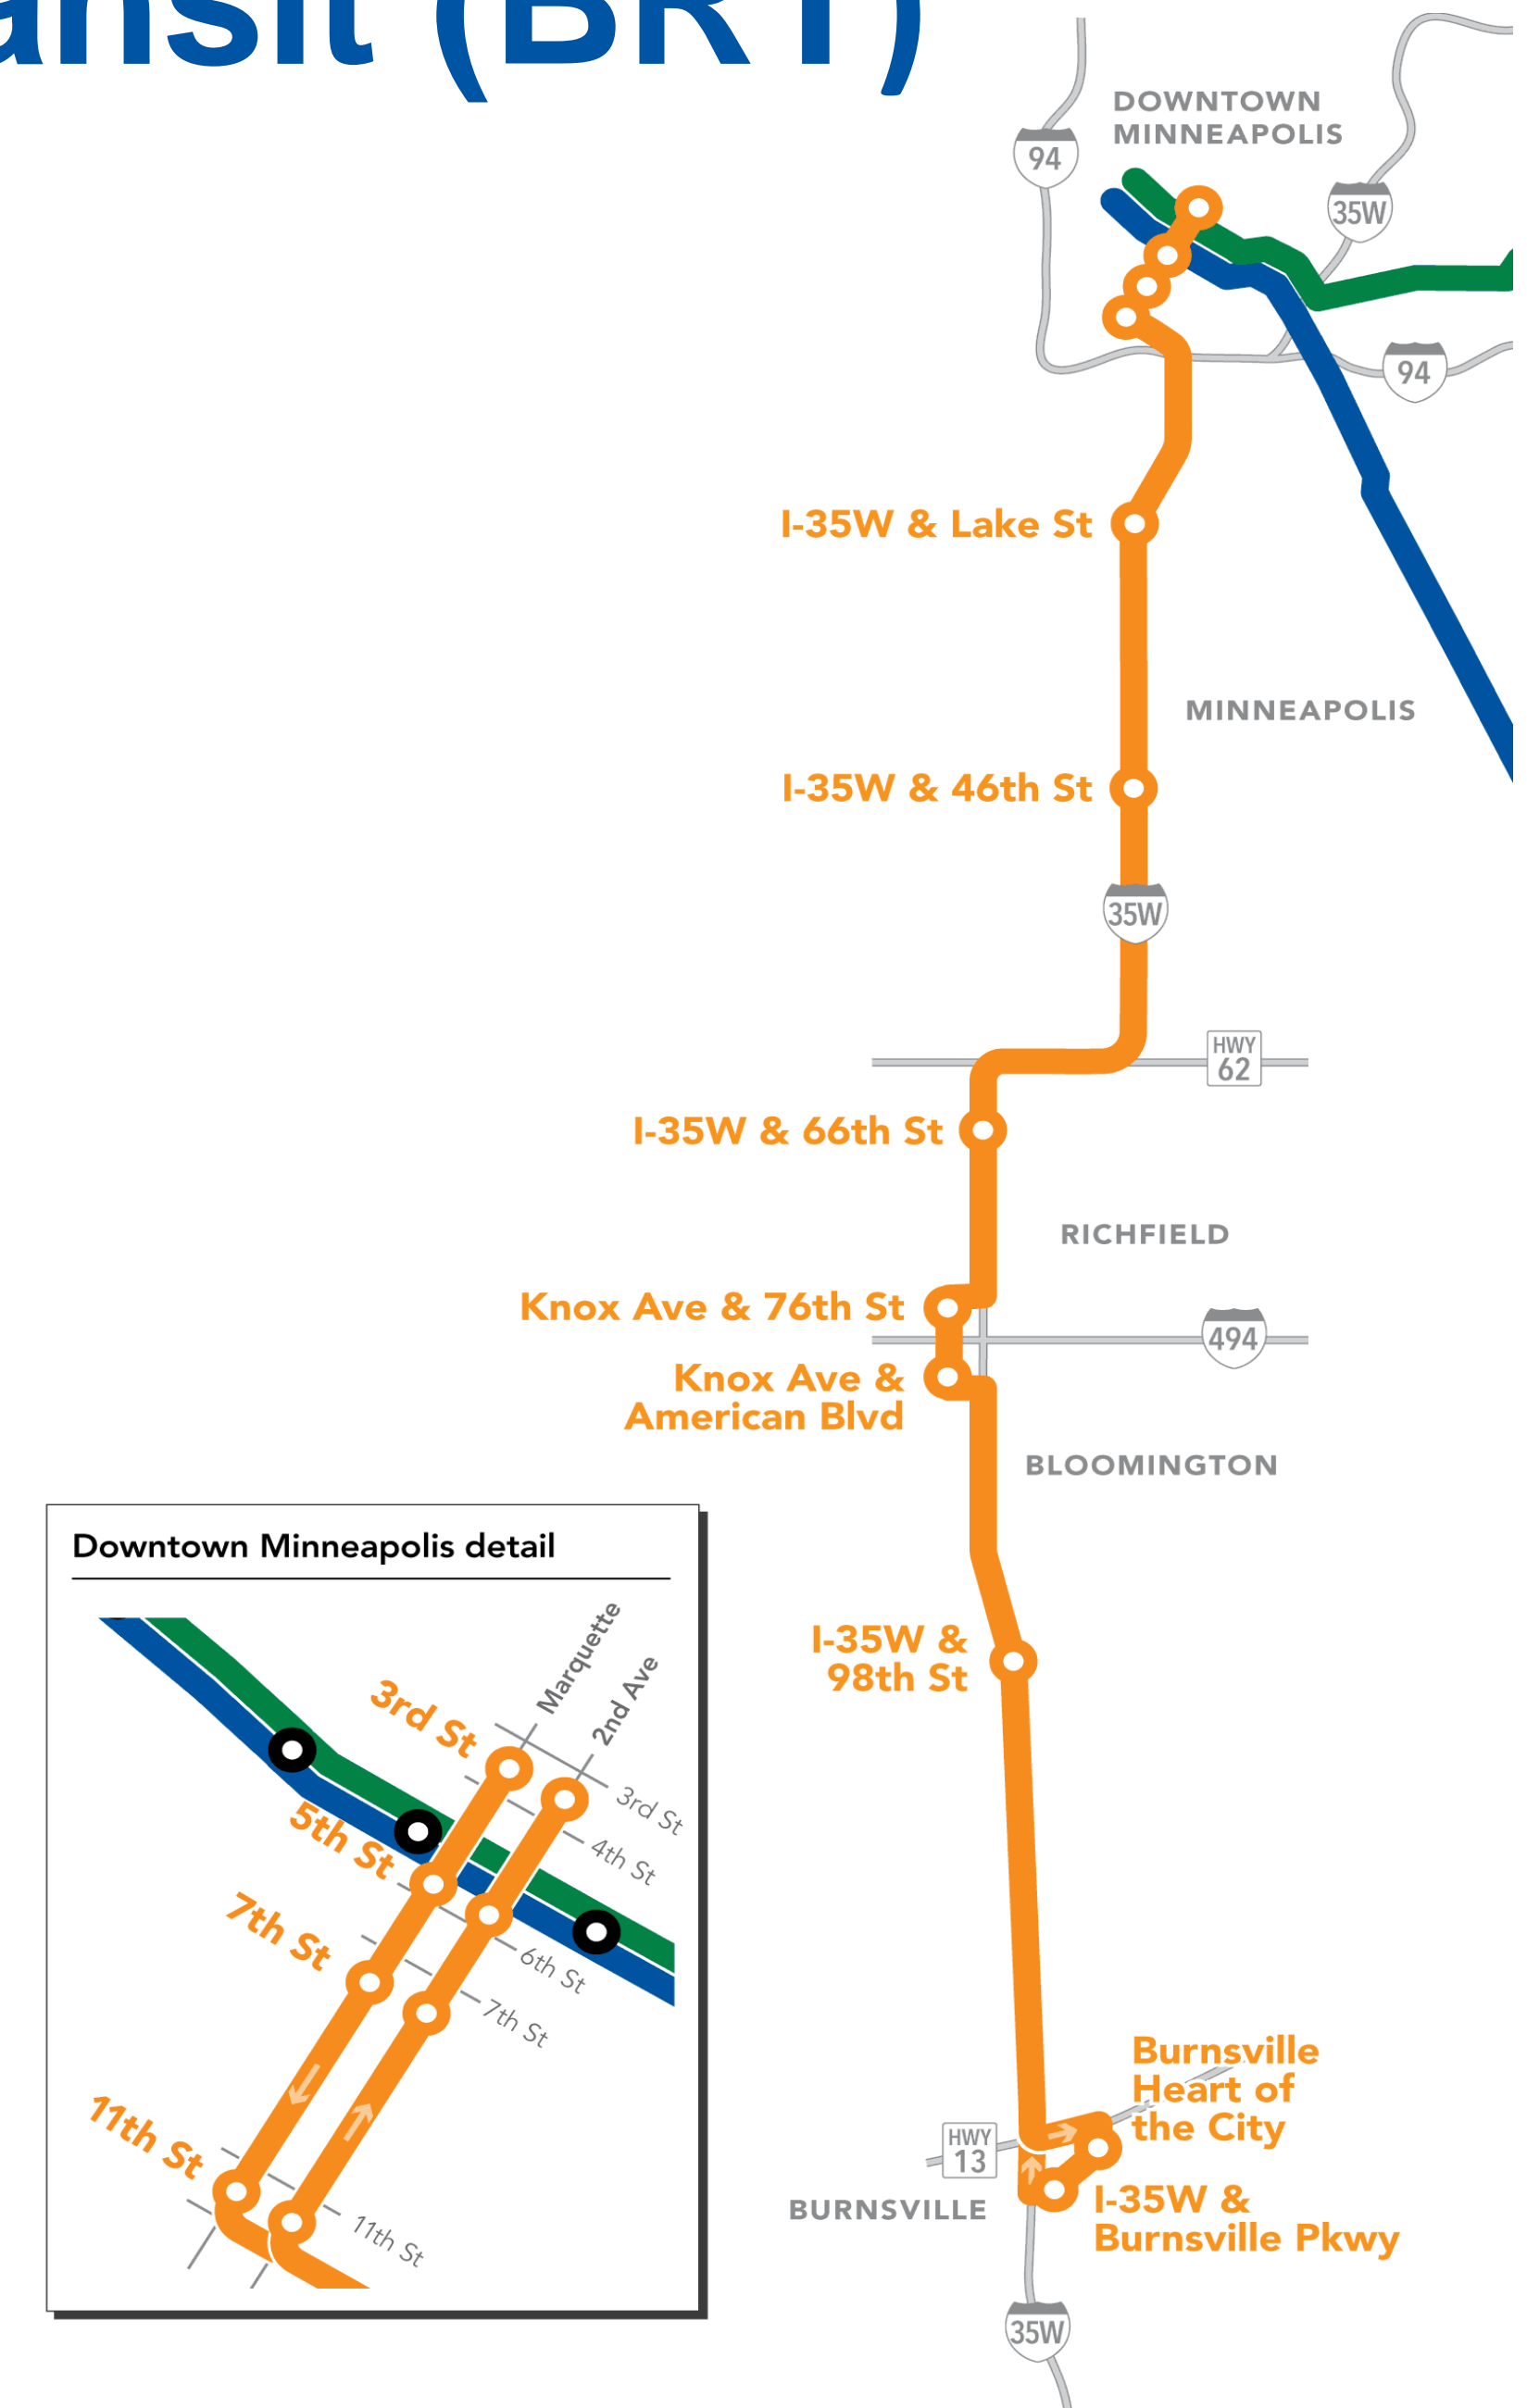 ansit (BRT)
DOWNTOWN
MINNEAPOLIS
94
35W
94
I-35W & Lake St
MINNEAPOLIS
I-35W & 46th St
35W
HWY
62
I-35W & 66th St
RICHFIELD
Knox Ave & 76th St
494
Knox Ave &
American Blvd
BLOOMINGTON
I-35W &
98th St
Burnsville
Heart of
the City
HWY
13
I-35W &
Burnsville Pkwy
BURNSVILLE
35W
Downtown Minneapolis detail
Marquette
2nd Ave
3rd St
3rd St
4th St
5th St
6th St
7th St
7th St
11th St
11th St